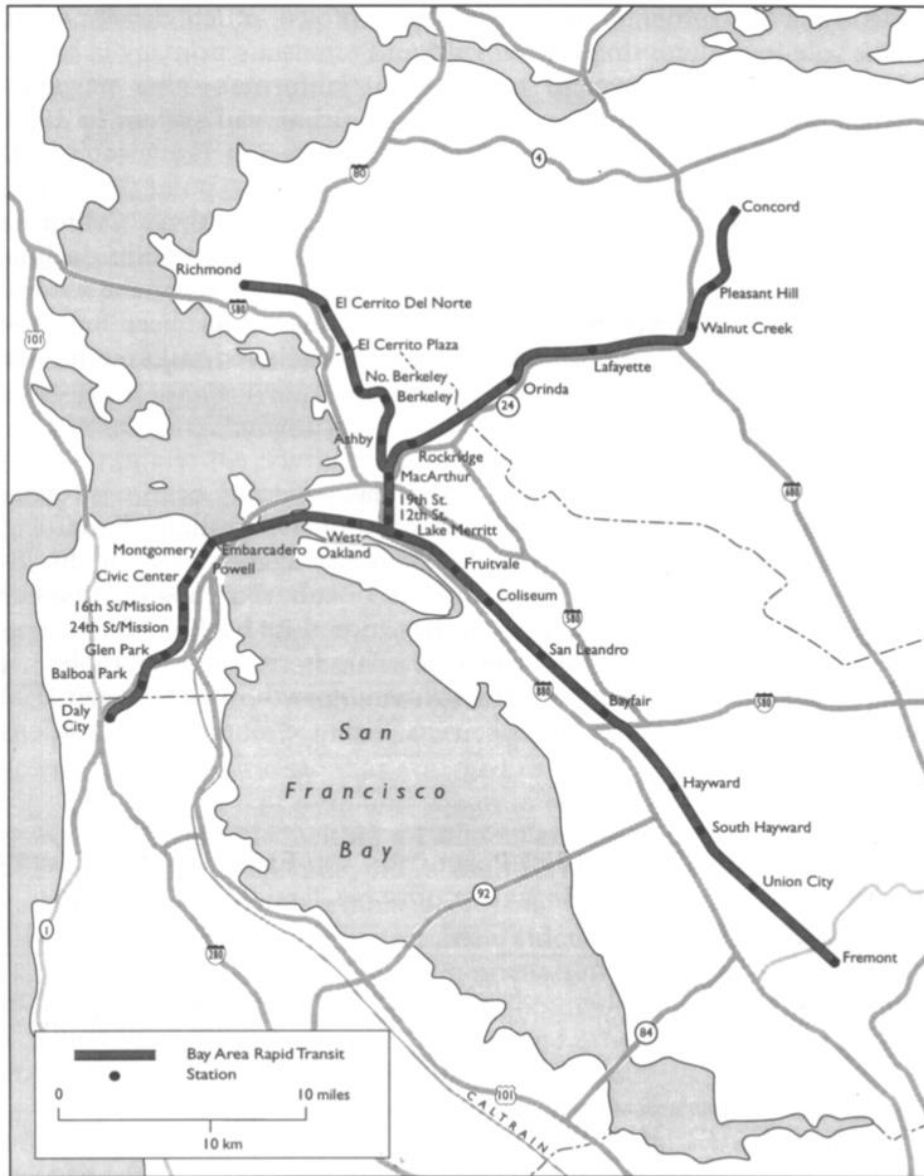 80
4
Concord
Richmond
580
El Cerrito Del Norte
Pleasant Hill
101
Walnut Creek
El Cerrito Plaza
Lafayette
No. Berkeley
Orinda
Berkeley
24
Ashby
Rockridge
MacArthur
680
19th St.
12th St.
Lake Merritt
West
Oakland
Montgomery
Embarcadero
Powell
Civic Center
Fruitvale
Coliseum
16th St/Mission
24th St/Mission
580
Glen Park
San Leandro
Balboa Park
880
Daly
City
Bayfair
580
San
Francisco
Bay
Hayward
South Hayward
Union City
92
1
280
Fremont
84
101
CALTRAIN
Bay Area Rapid Transit
Station
0
10 miles
10 km